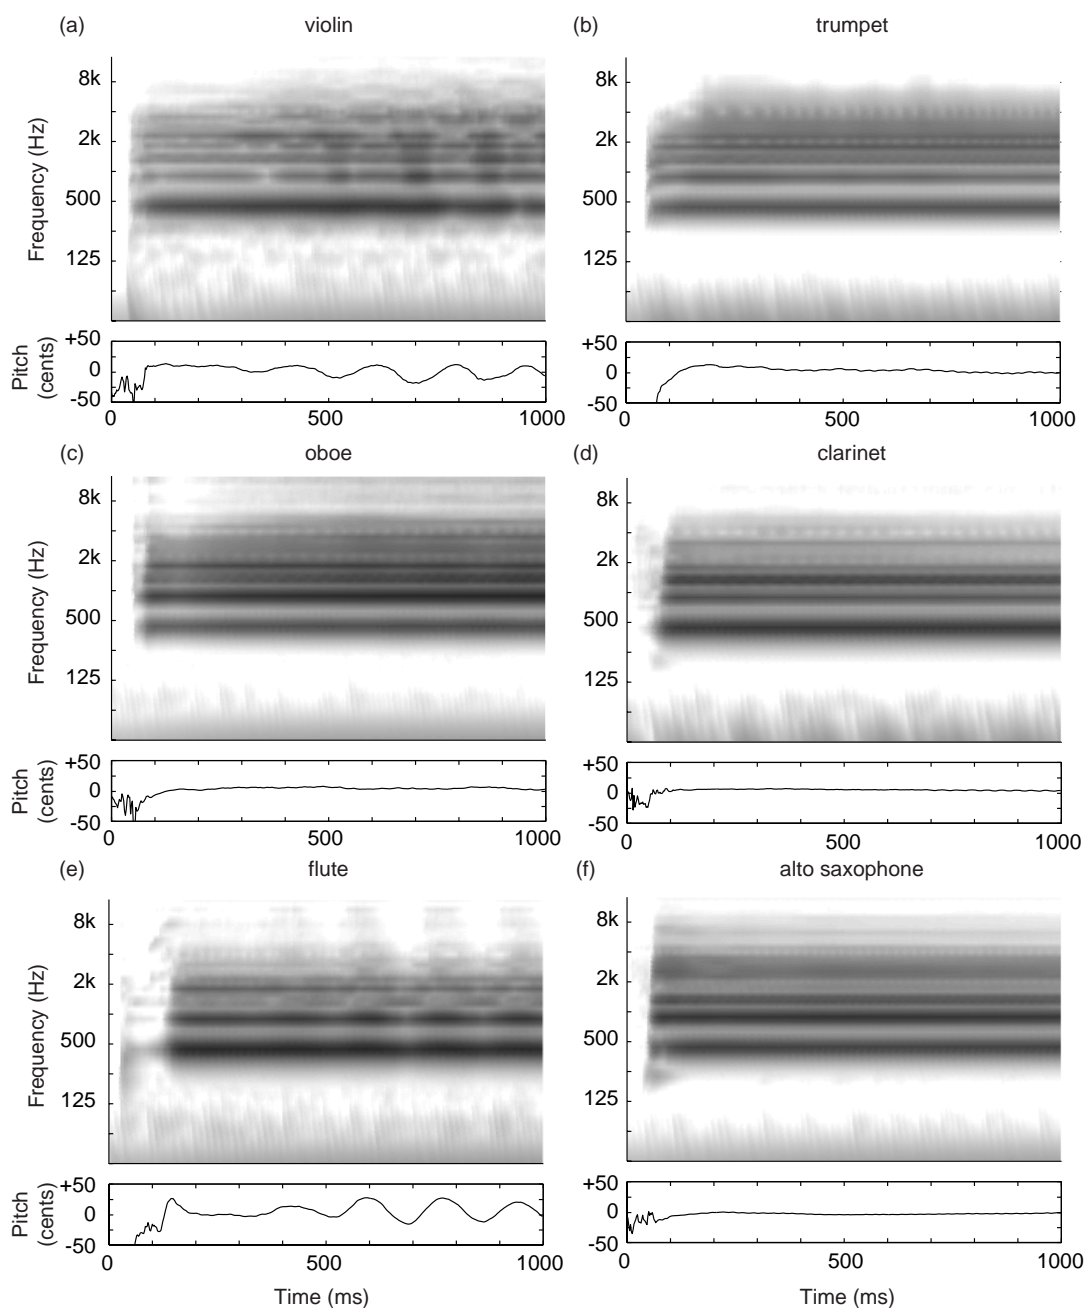 (a) violin
8k
2k
500
125
Frequency (Hz)
+50
0
-50
Pitch
(cents)
0 500 1000
(b) trumpet
8k
2k
500
125
+50
0
50
0 500 1000
(c) oboe
8k
2k
500
125
Frequency (Hz)
+50
0
-50
Pitch
(cents)
0 500 1000
(d) clarinet
8k
2k
500
125
+50
0
-50
0 500 1000
(e) flute
8k
2k
500
125
Frequency (Hz)
+50
0
-50
Pitch
(cents)
0 500 1000
Time (ms)
(f) alto saxophone
8k
2k
500
125
+50
0
-50
0 500 1000
Time (ms)